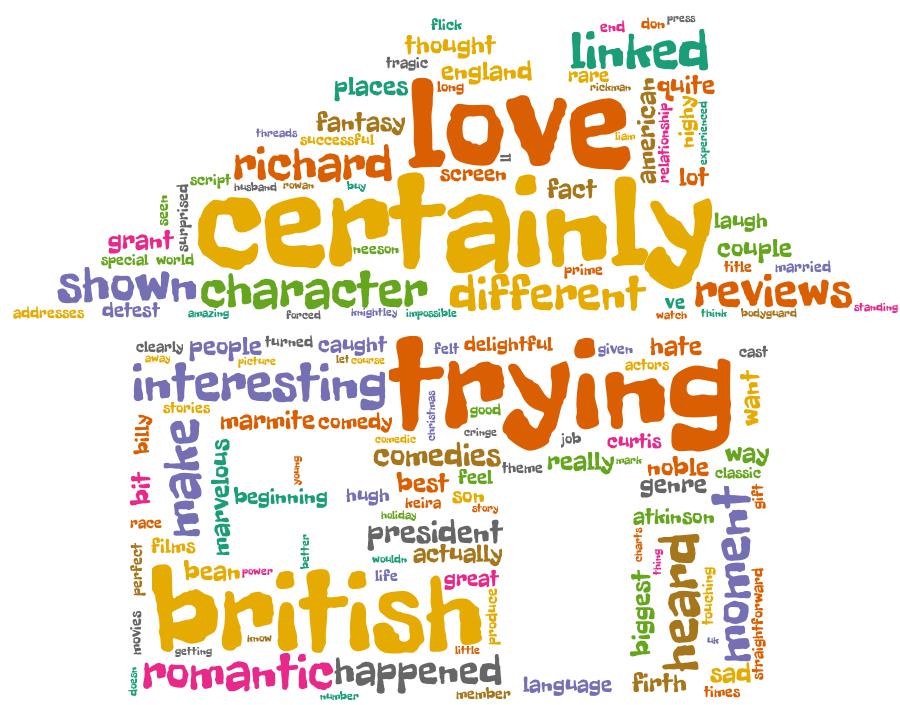 flick
end don press
thought linked
tragic england rare
places long love rickman american quite
fantasy relationship nighy experienced
threads successful liam
richard screen ll lot
script husband rowan buy fact
seen surprised certainly laugh
grant neeson couple
special world prime title married
shown character different reviews
addresses detest amazing forced knightley impossible ve watch think bodyguard standing
clearly people turned caught trying felt delightful given hate cast
away picture let course actors
interesting christmas good want
stories marmite comedy cringe
billy make comedic job curtis
marvelous comedies theme really mark noble way
bit young feel classic
beginning hugh best son genre gift
race keira story
films holiday atkinson moment
perfect better president charts heard
wouldn actually thing
bean power life great biggest touching
british produce straightforward
movies know uk
getting little
doesn romantic happened sad
number member language firth times